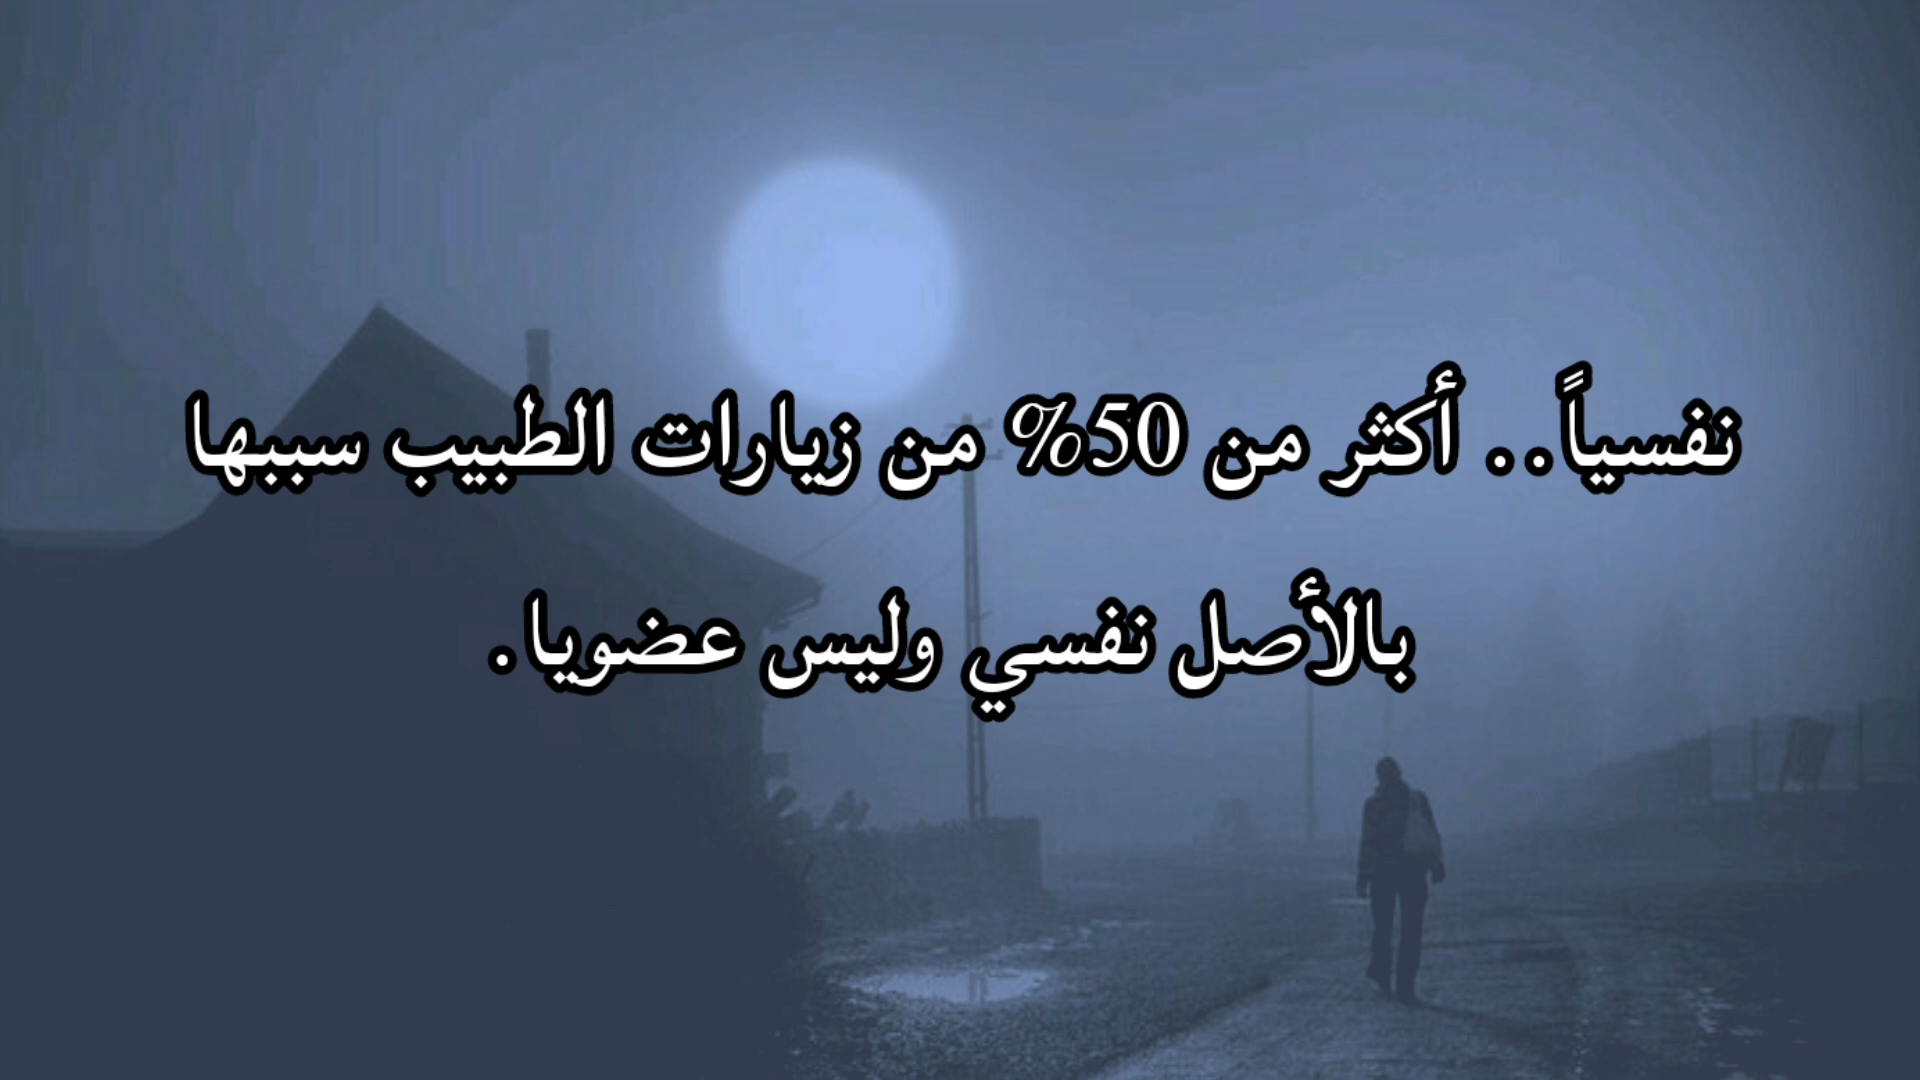 نفسياً.. أكثر من 50% من زيارات الطبيب سببها
بالأصل نفسي وليس عضويا.